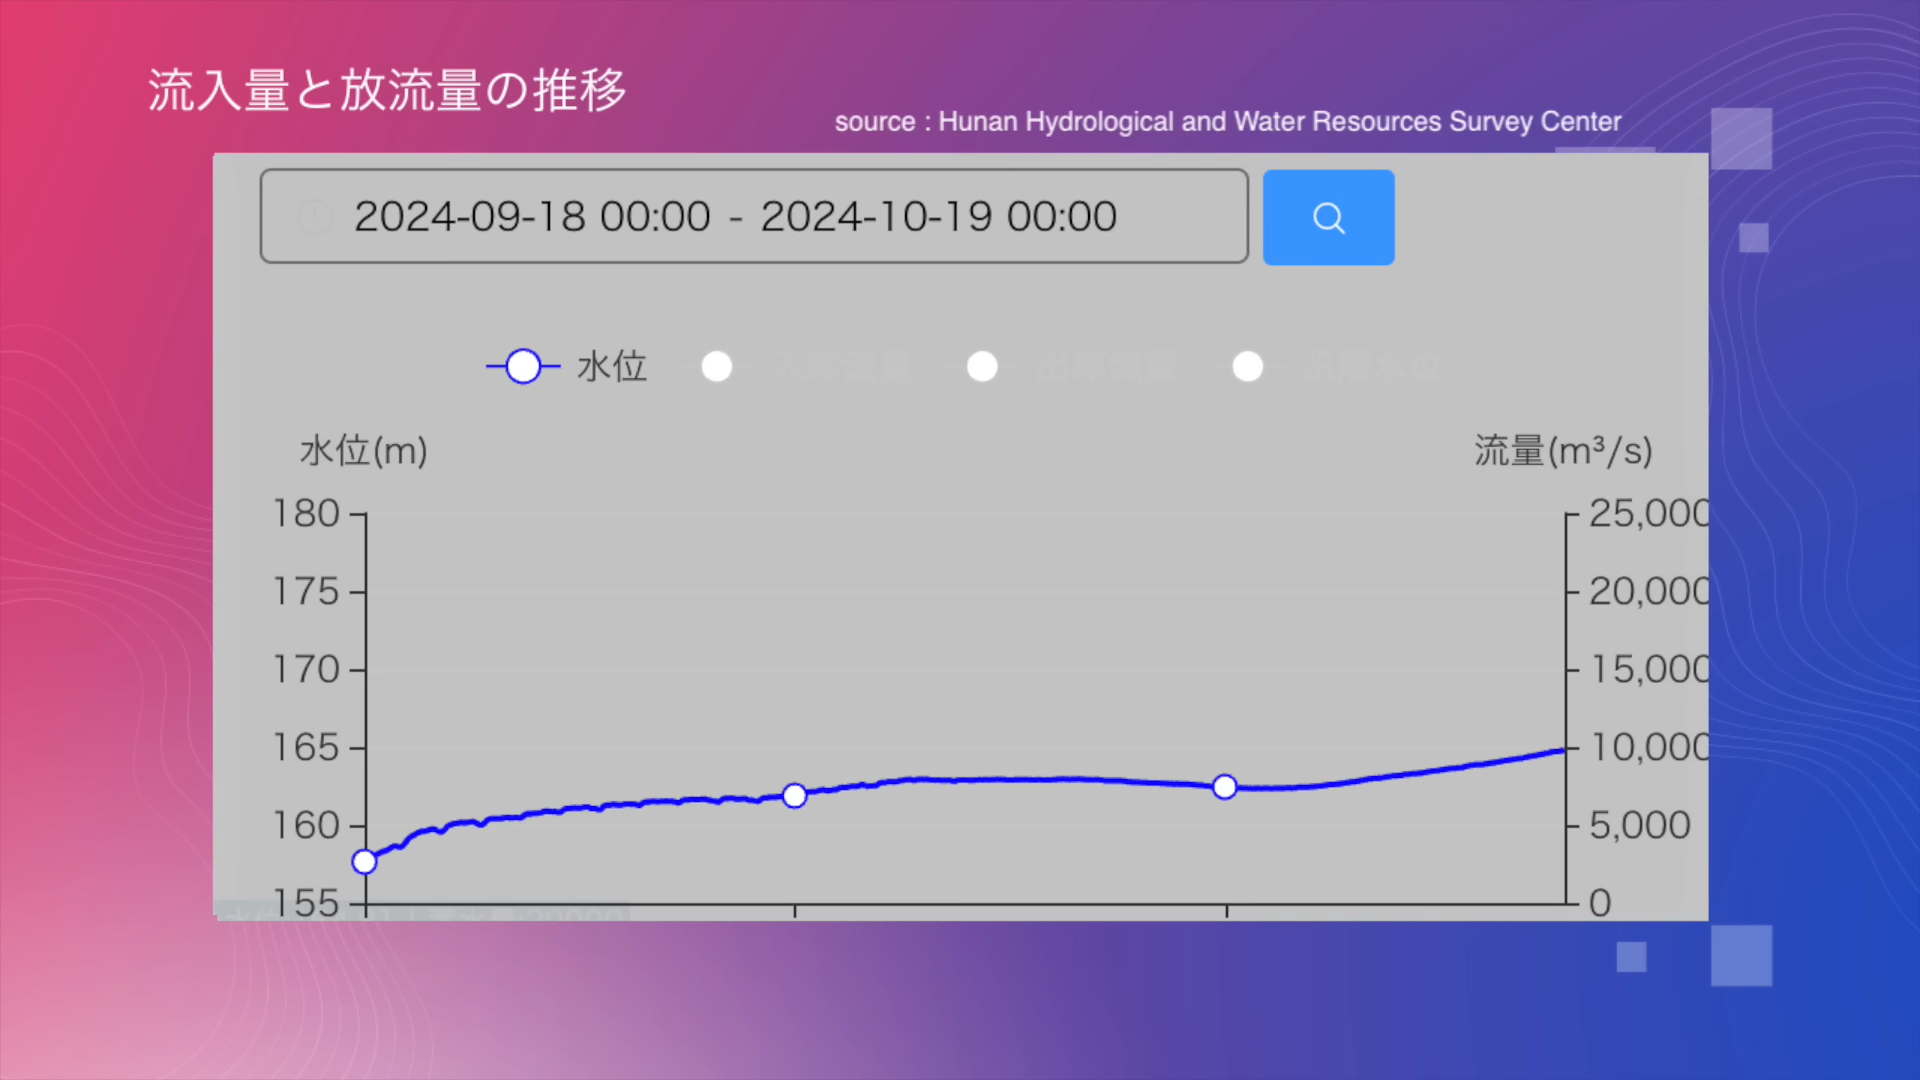 流入量と放流量の推移
source : Hunan Hydrological and Water Resources Survey Center
2024-09-18 00:00 - 2024-10-19 00:00
水位
水位(m)
流量(m³/s)
180
175
170
165
160
155
25,000
20,000
15,000
10,000
5,000
0